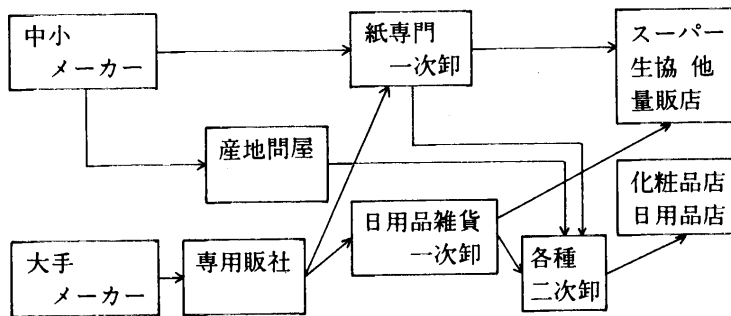 中小
メーカー
紙専門
一次卸
スーパー
生協 他
量販店
産地問屋
化粧品店
日用品店
日用品雑貨
一次卸
大手
メーカー
専用販社
各種
二次卸